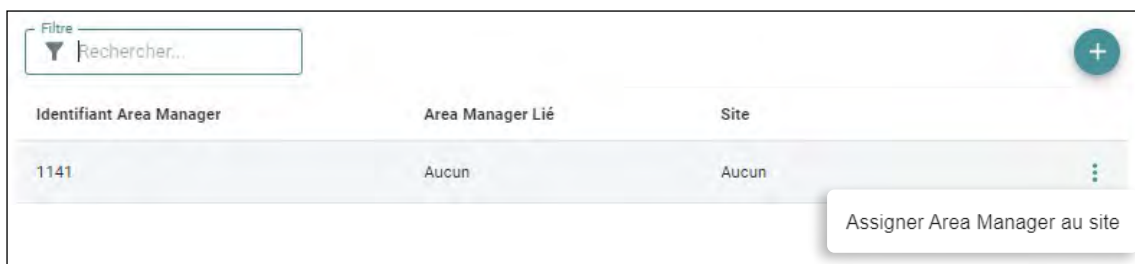 Filtre
Rechercher...
+
Identifiant Area Manager Area Manager Lié Site
1141 Aucun Aucun
Assigner Area Manager au site